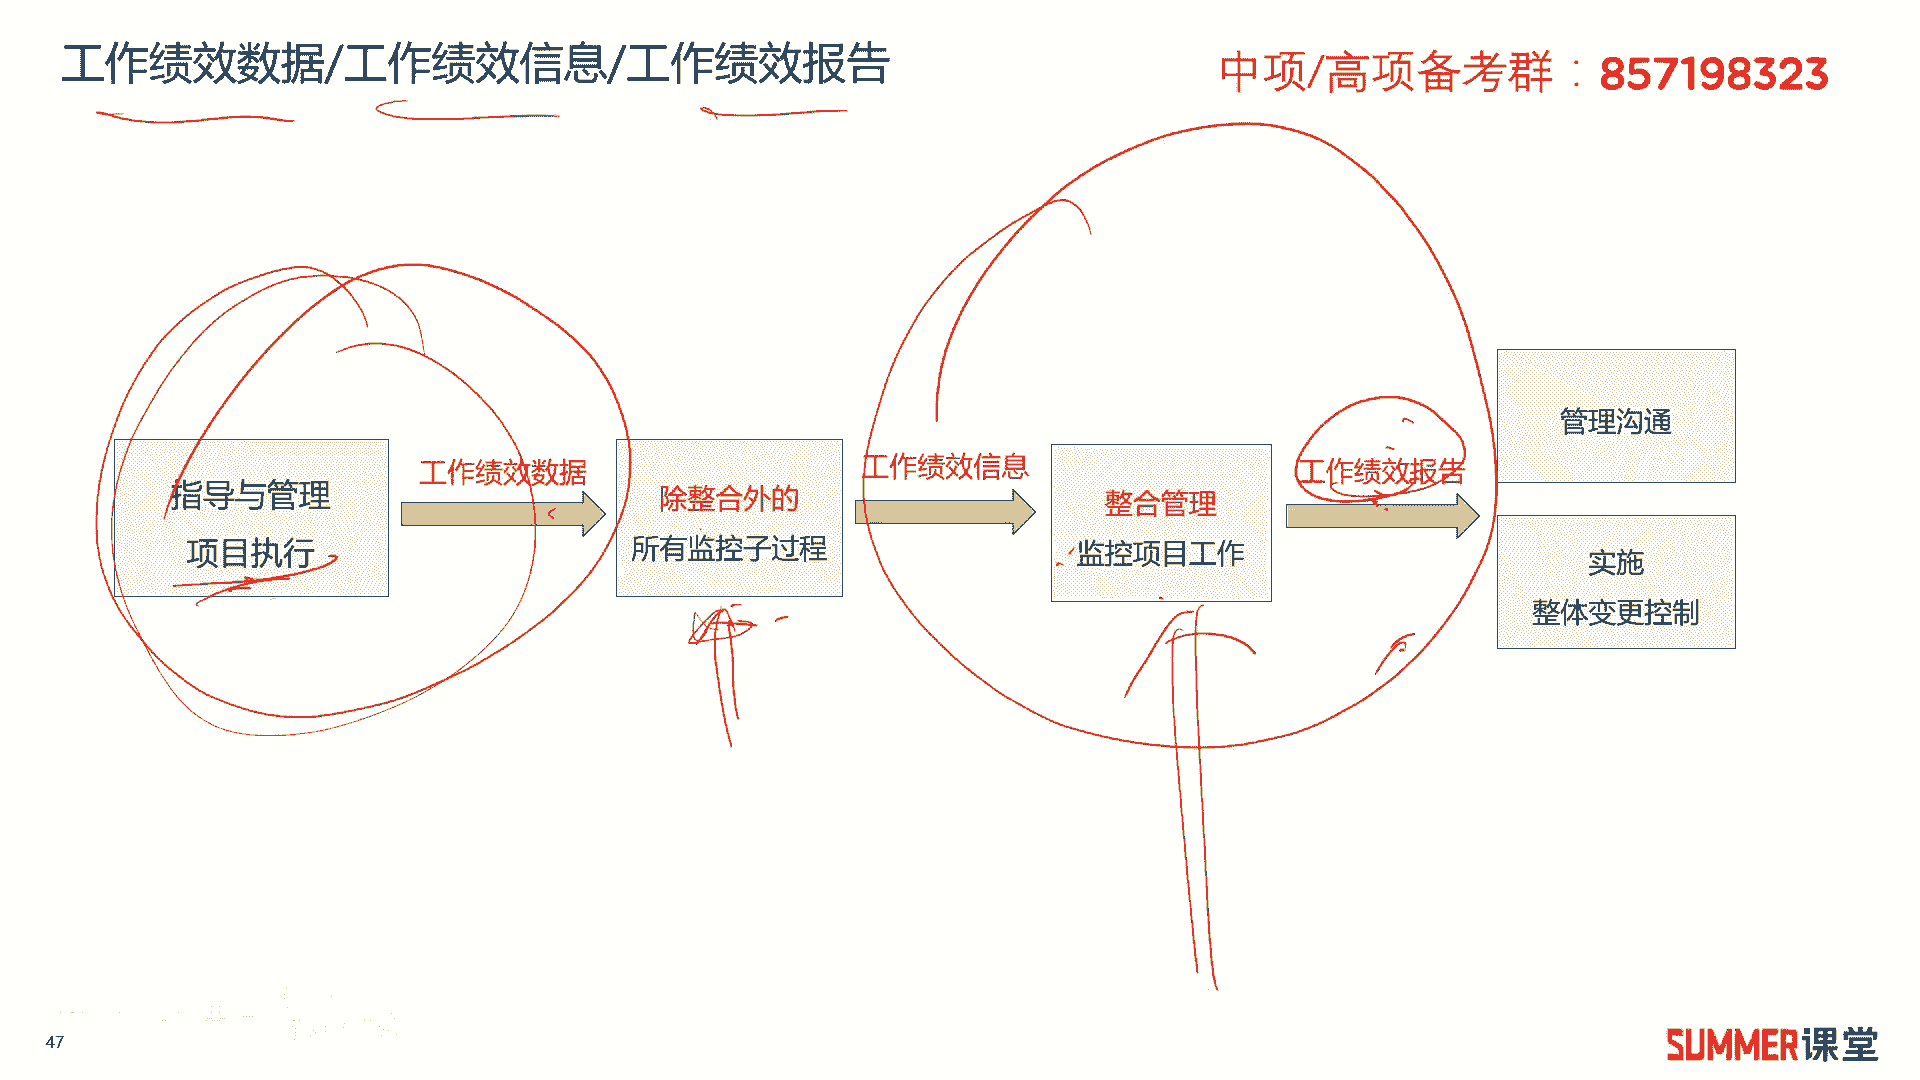 工作绩效数据/工作绩效信息/工作绩效报告
中项/高项备考群：857198323
指导与管理
项目执行
工作绩效数据
除整合外的
所有监控子过程
工作绩效信息
整合管理
监控项目工作
工作绩效报告
管理沟通
实施
整体变更控制
47
SUMMER课堂